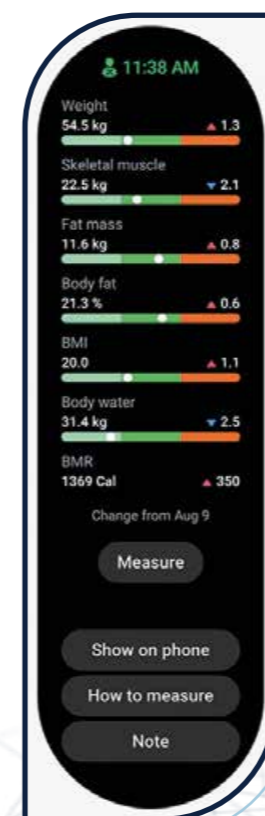 11:38 AM
Weight
54.5 kg ▲ 1.3
Skeletal muscle
22.5 kg ▼ 2.1
Fat mass
11.6 kg ▲ 0.8
Body fat
21.3 % ▲ 0.6
BMI
20.0 ▲ 1.1
Body water
31.4 kg ▼ 2.5
BMR
1369 Cal ▲ 350
Change from Aug 9
Measure
Show on phone
How to measure
Note